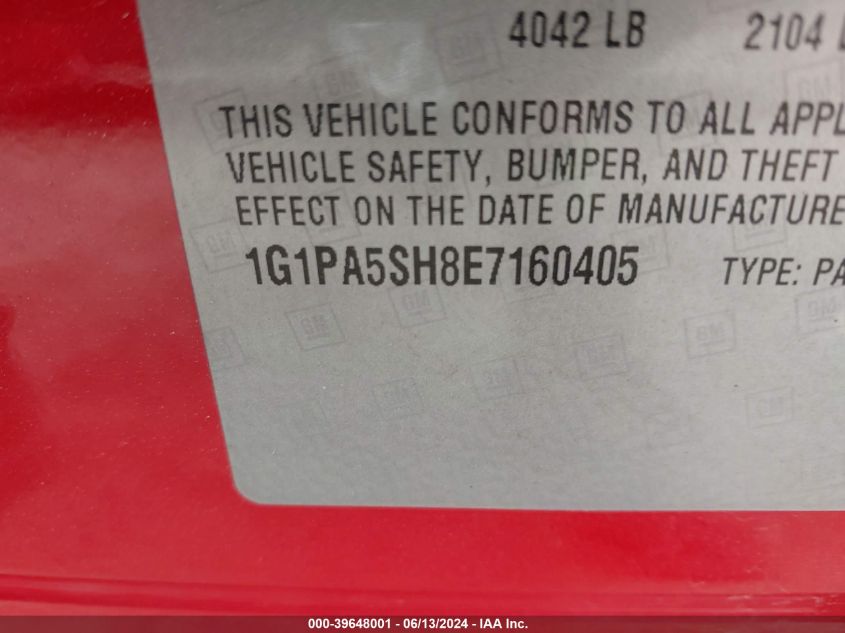 4042 LB 2104
THIS VEHICLE CONFORMS TO ALL APPL
VEHICLE SAFETY, BUMPER, AND THEFT
EFFECT ON THE DATE OF MANUFACTURE
1G1PA5SH8E7160405 TYPE: PA
000-39648001 - 06/13/2024 - IAA Inc.